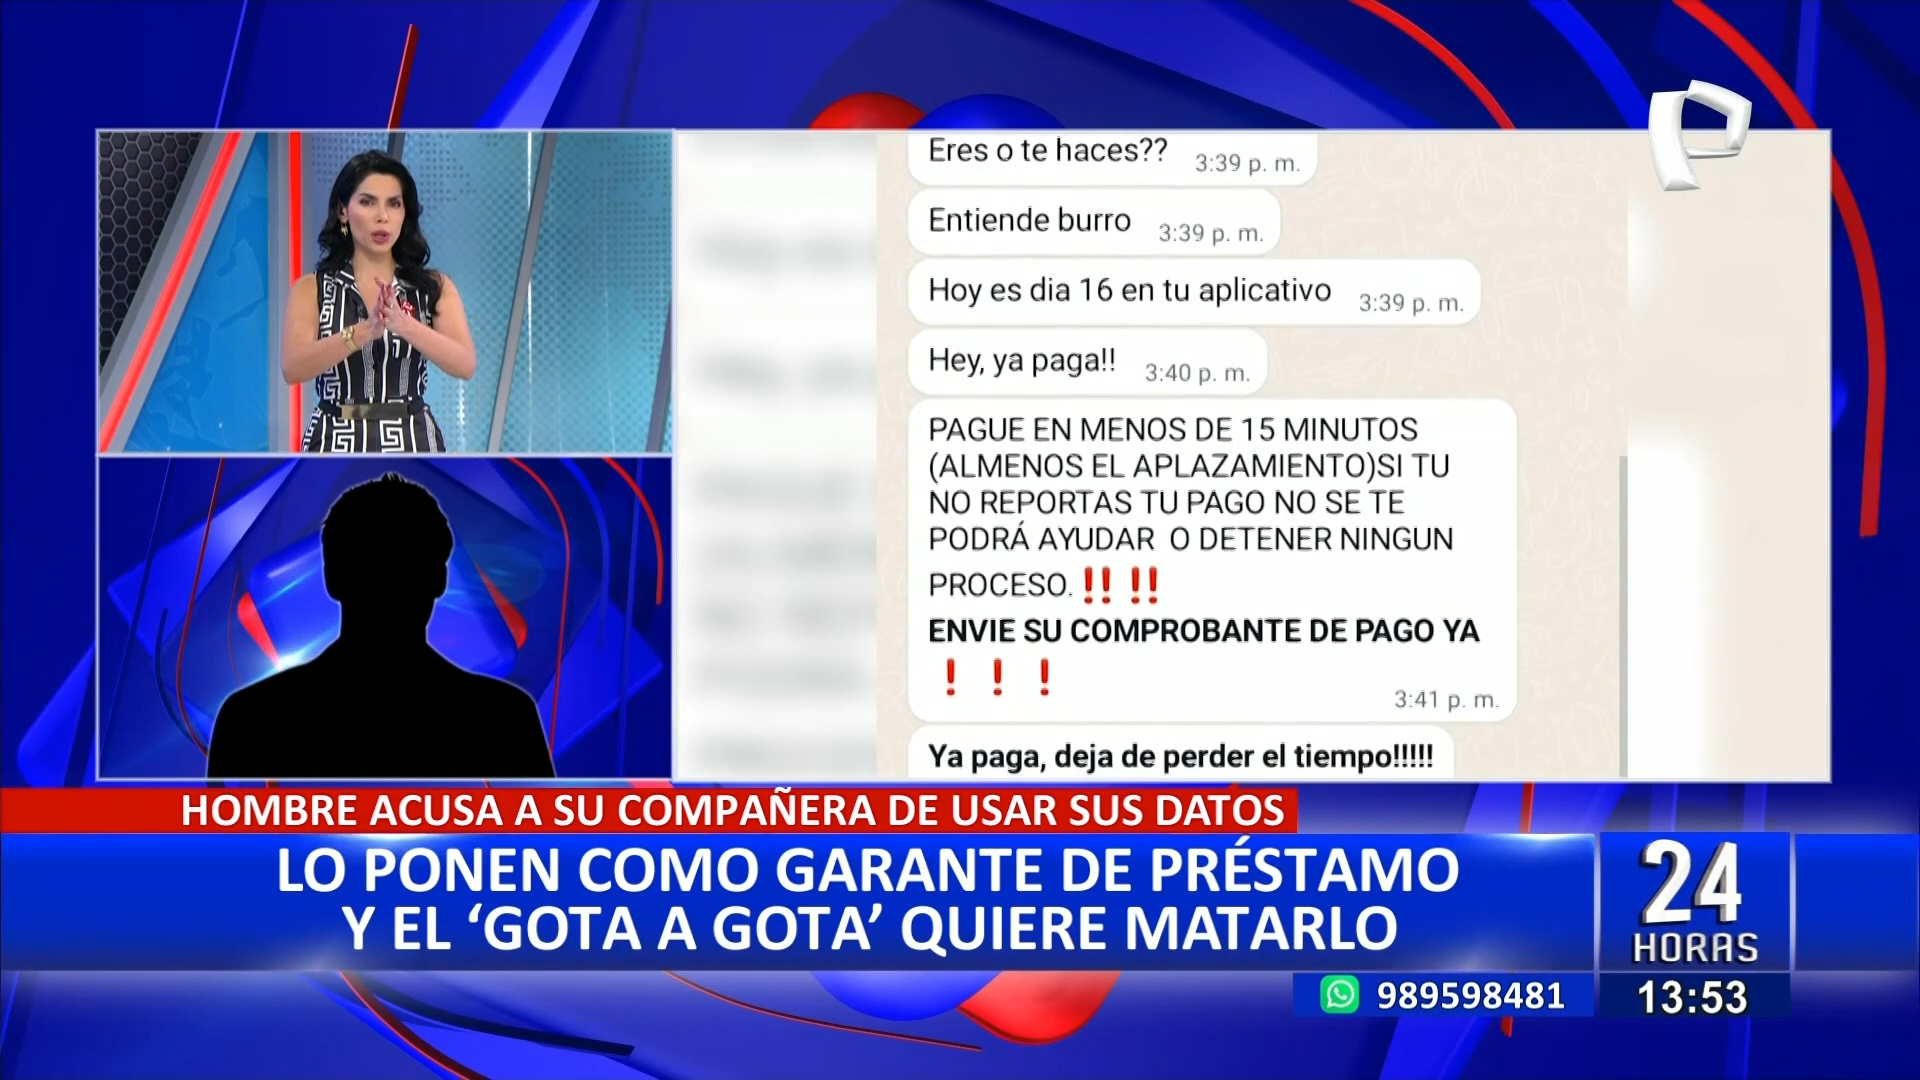 Eres o te haces??
3:39 p. m.
Entiende burro
3:39 p. m.
Hoy es dia 16 en tu aplicativo
3:39 p. m.
Hey, ya paga!!
3:40 p. m.
PAGUE EN MENOS DE 15 MINUTOS
(ALMENOS EL APLAZAMIENTO)SI TU
NO REPORTAS TU PAGO NO SE TE
PODRÁ AYUDAR O DETENER NINGUN
PROCESO.‼️ ‼️
ENVIE SU COMPROBANTE DE PAGO YA
❗ ❗ ❗
3:41 p. m.
Ya paga, deja de perder el tiempo!!!!!
HOMBRE ACUSA A SU COMPAÑERA DE USAR SUS DATOS
LO PONEN COMO GARANTE DE PRÉSTAMO
Y EL ‘GOTA A GOTA’ QUIERE MATARLO
24
HORAS
989598481
13:53